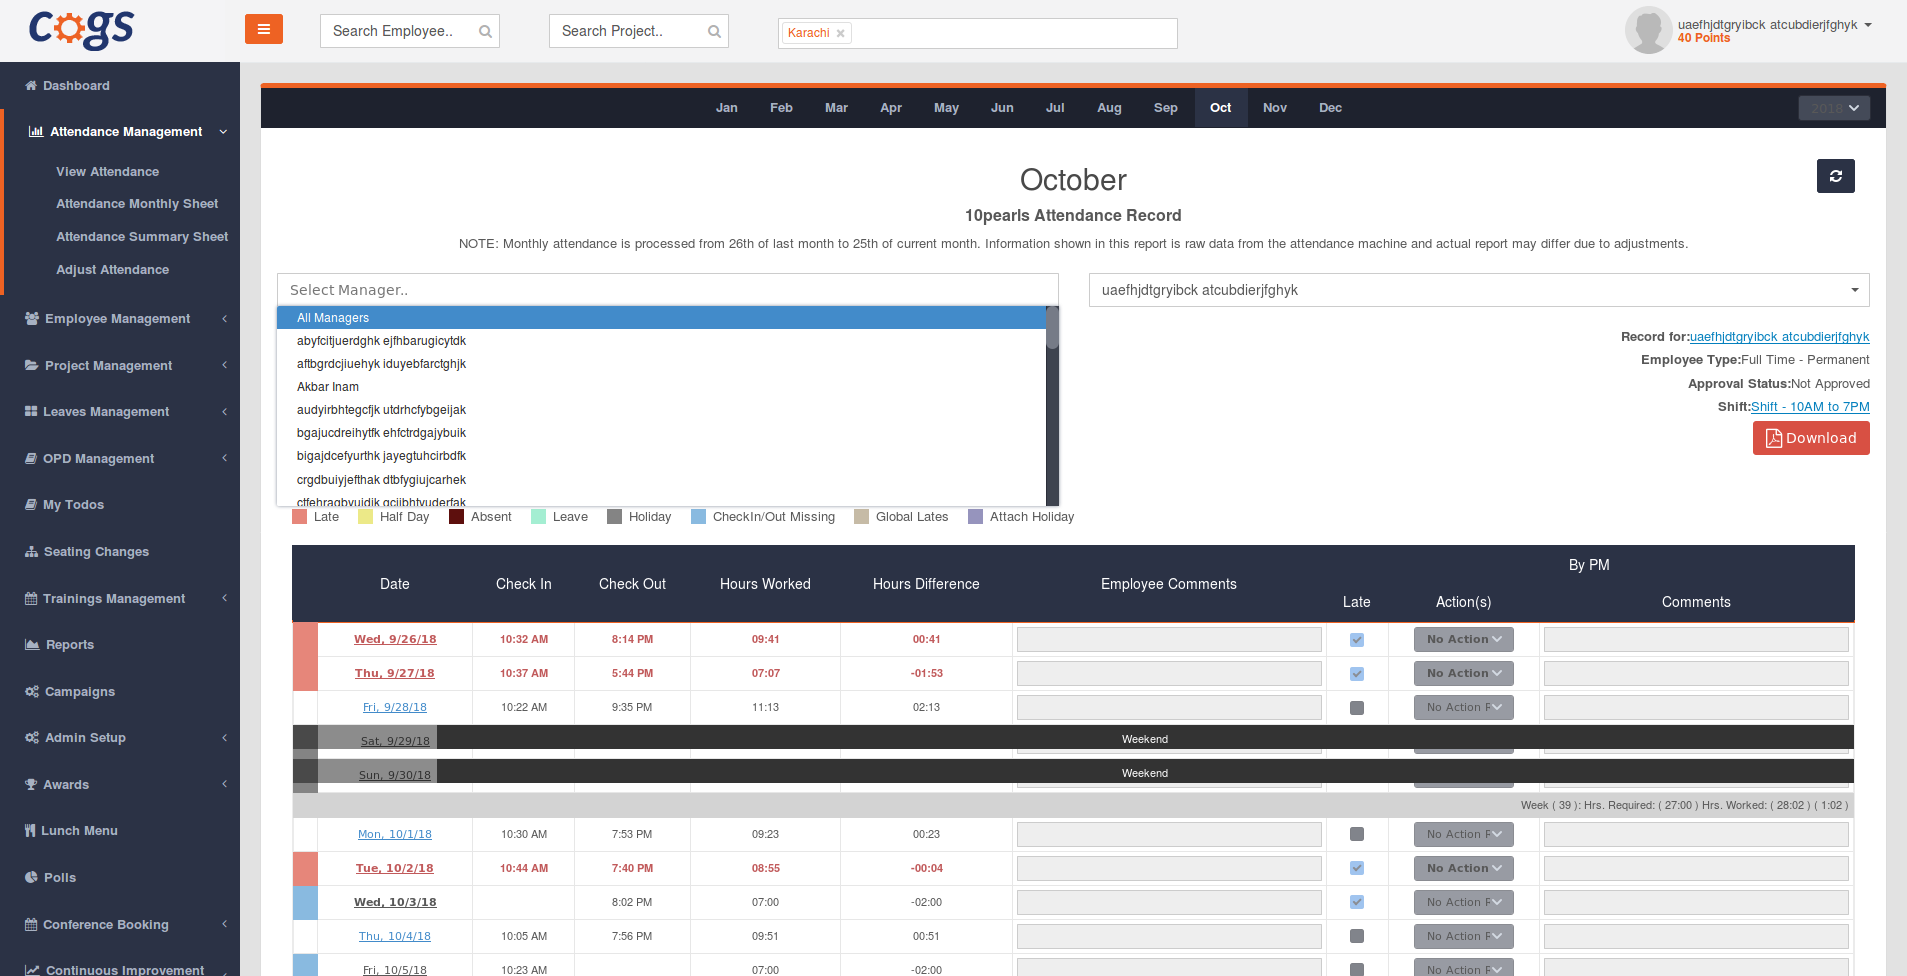 COGS
Search Employee..
Search Project..
Karachi
uaefhjdtgryibck atcubdierjfghyk
40 Points
Dashboard
Attendance Management
View Attendance
Attendance Monthly Sheet
Attendance Summary Sheet
Adjust Attendance
Employee Management
Project Management
Leaves Management
OPD Management
My Todos
Seating Changes
Trainings Management
Reports
Campaigns
Admin Setup
Awards
Lunch Menu
Polls
Conference Booking
Continuous Improvement
Jan Feb Mar Apr May Jun Jul Aug Sep Oct Nov Dec
2018
October
10pearls Attendance Record
NOTE: Monthly attendance is processed from 26th of last month to 25th of current month. Information shown in this report is raw data from the attendance machine and actual report may differ due to adjustments.
Select Manager..
uaefhjdtgryibck atcubdierjfghyk
All Managers
abyfcitjuerdghk ejfhbarugicytdk
aftbgrdcjiuehyk iduyebfarctghjk
Akbar Inam
audyirbhtegcfjk utdrhcfybgeijak
bgajucdreihytfk ehfctrdgajybuik
bigajdcefyurthk jayegtuhcirbdfk
crgdbuiyjefthak dtbfygiujcarhek
Record for:uaefhjdtgryibck atcubdierjfghyk
Employee Type:Full Time - Permanent
Approval Status:Not Approved
Shift:Shift - 10AM to 7PM
Download
Late Half Day Absent Leave Holiday CheckIn/Out Missing Global Lates Attach Holiday
By PM
Date Check In Check Out Hours Worked Hours Difference Employee Comments
Late Action(s) Comments
Wed, 9/26/18 10:32 AM 8:14 PM 09:41 00:41 No Action
Thu, 9/27/18 10:37 AM 5:44 PM 07:07 -01:53 No Action
Fri, 9/28/18 10:22 AM 9:35 PM 11:13 02:13 No Action
Sat, 9/29/18 Weekend
Sun, 9/30/18 Weekend
Week ( 39 ): Hrs. Required: ( 27:00 ) Hrs. Worked: ( 28:02 ) ( 1:02 )
Mon, 10/1/18 10:30 AM 7:53 PM 09:23 00:23 No Action
Tue, 10/2/18 10:44 AM 7:40 PM 08:55 -00:04 No Action
Wed, 10/3/18 8:02 PM 07:00 -02:00 No Action
Thu, 10/4/18 10:05 AM 7:56 PM 09:51 00:51 No Action
Fri, 10/5/18 10:23 AM 07:00 -02:00 No Action